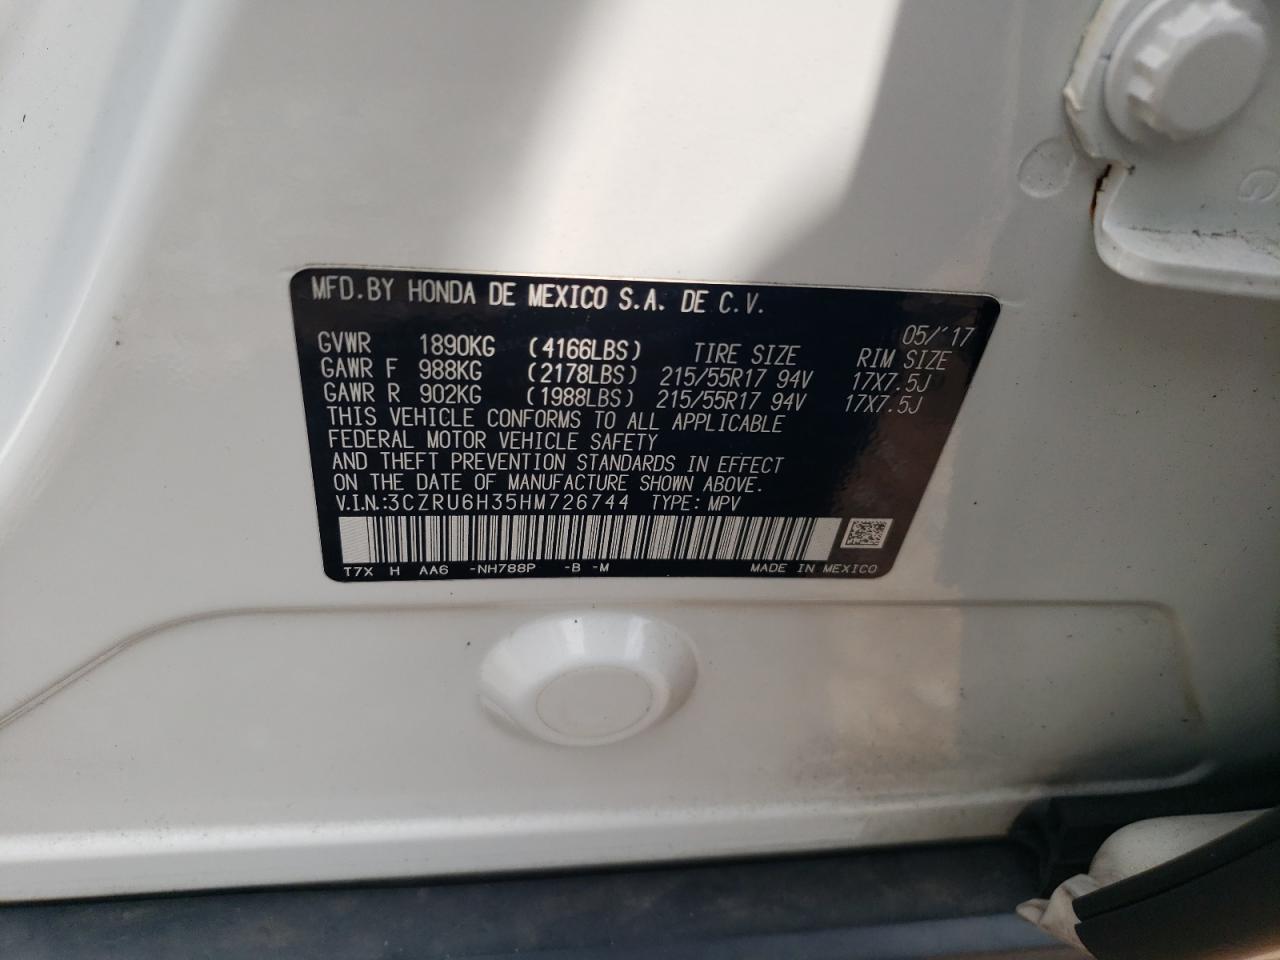 MFD.BY HONDA DE MEXICO S.A. DE C.V.
05/'17
GVWR 1890KG (4166LBS) TIRE SIZE RIM SIZE
GAWR F 988KG (2178LBS) 215/55R17 94V 17X7.5J
GAWR R 902KG (1988LBS) 215/55R17 94V 17X7.5J
THIS VEHICLE CONFORMS TO ALL APPLICABLE
FEDERAL MOTOR VEHICLE SAFETY
AND THEFT PREVENTION STANDARDS IN EFFECT
ON THE DATE OF MANUFACTURE SHOWN ABOVE.
V.I.N.:3CZRU6H35HM726744 TYPE: MPV
T7X H AA6 -NH788P -B -M MADE IN MEXICO